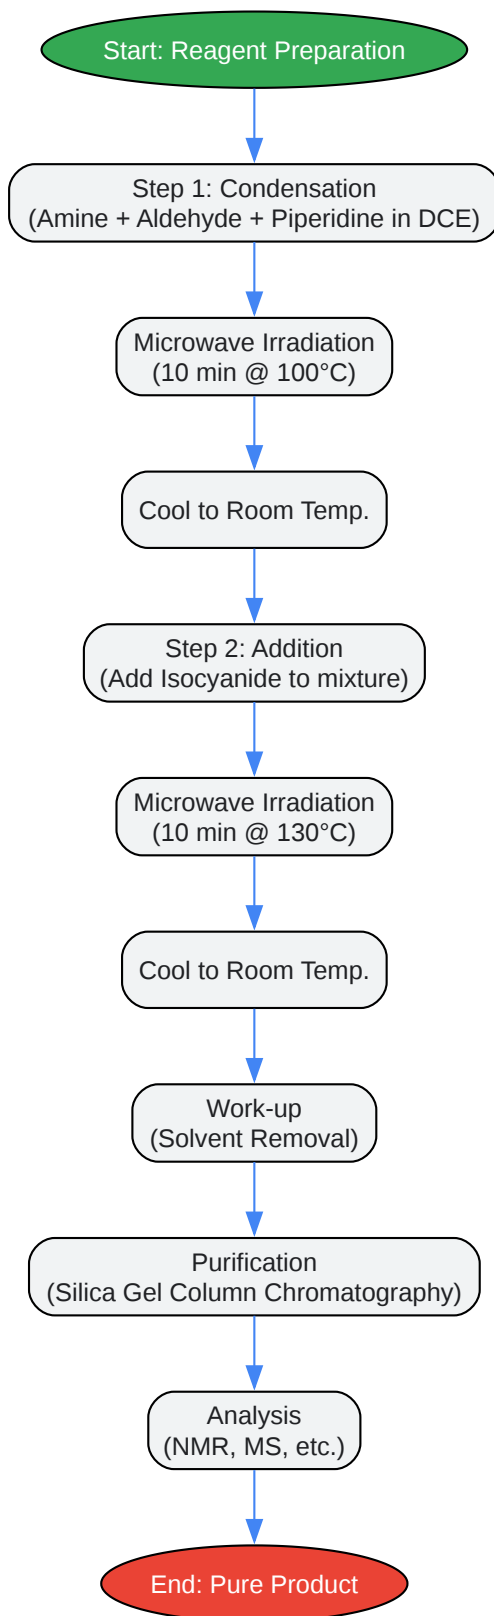 Start: Reagent Preparation
Step 1: Condensation
(Amine + Aldehyde + Piperidine in DCE)
Microwave Irradiation
(10 min @ 100°C)
Cool to Room Temp.
Step 2: Addition
(Add Isocyanide to mixture)
Microwave Irradiation
(10 min @ 130°C)
Cool to Room Temp.
Work-up
(Solvent Removal)
Purification
(Silica Gel Column Chromatography)
Analysis
(NMR, MS, etc.)
End: Pure Product